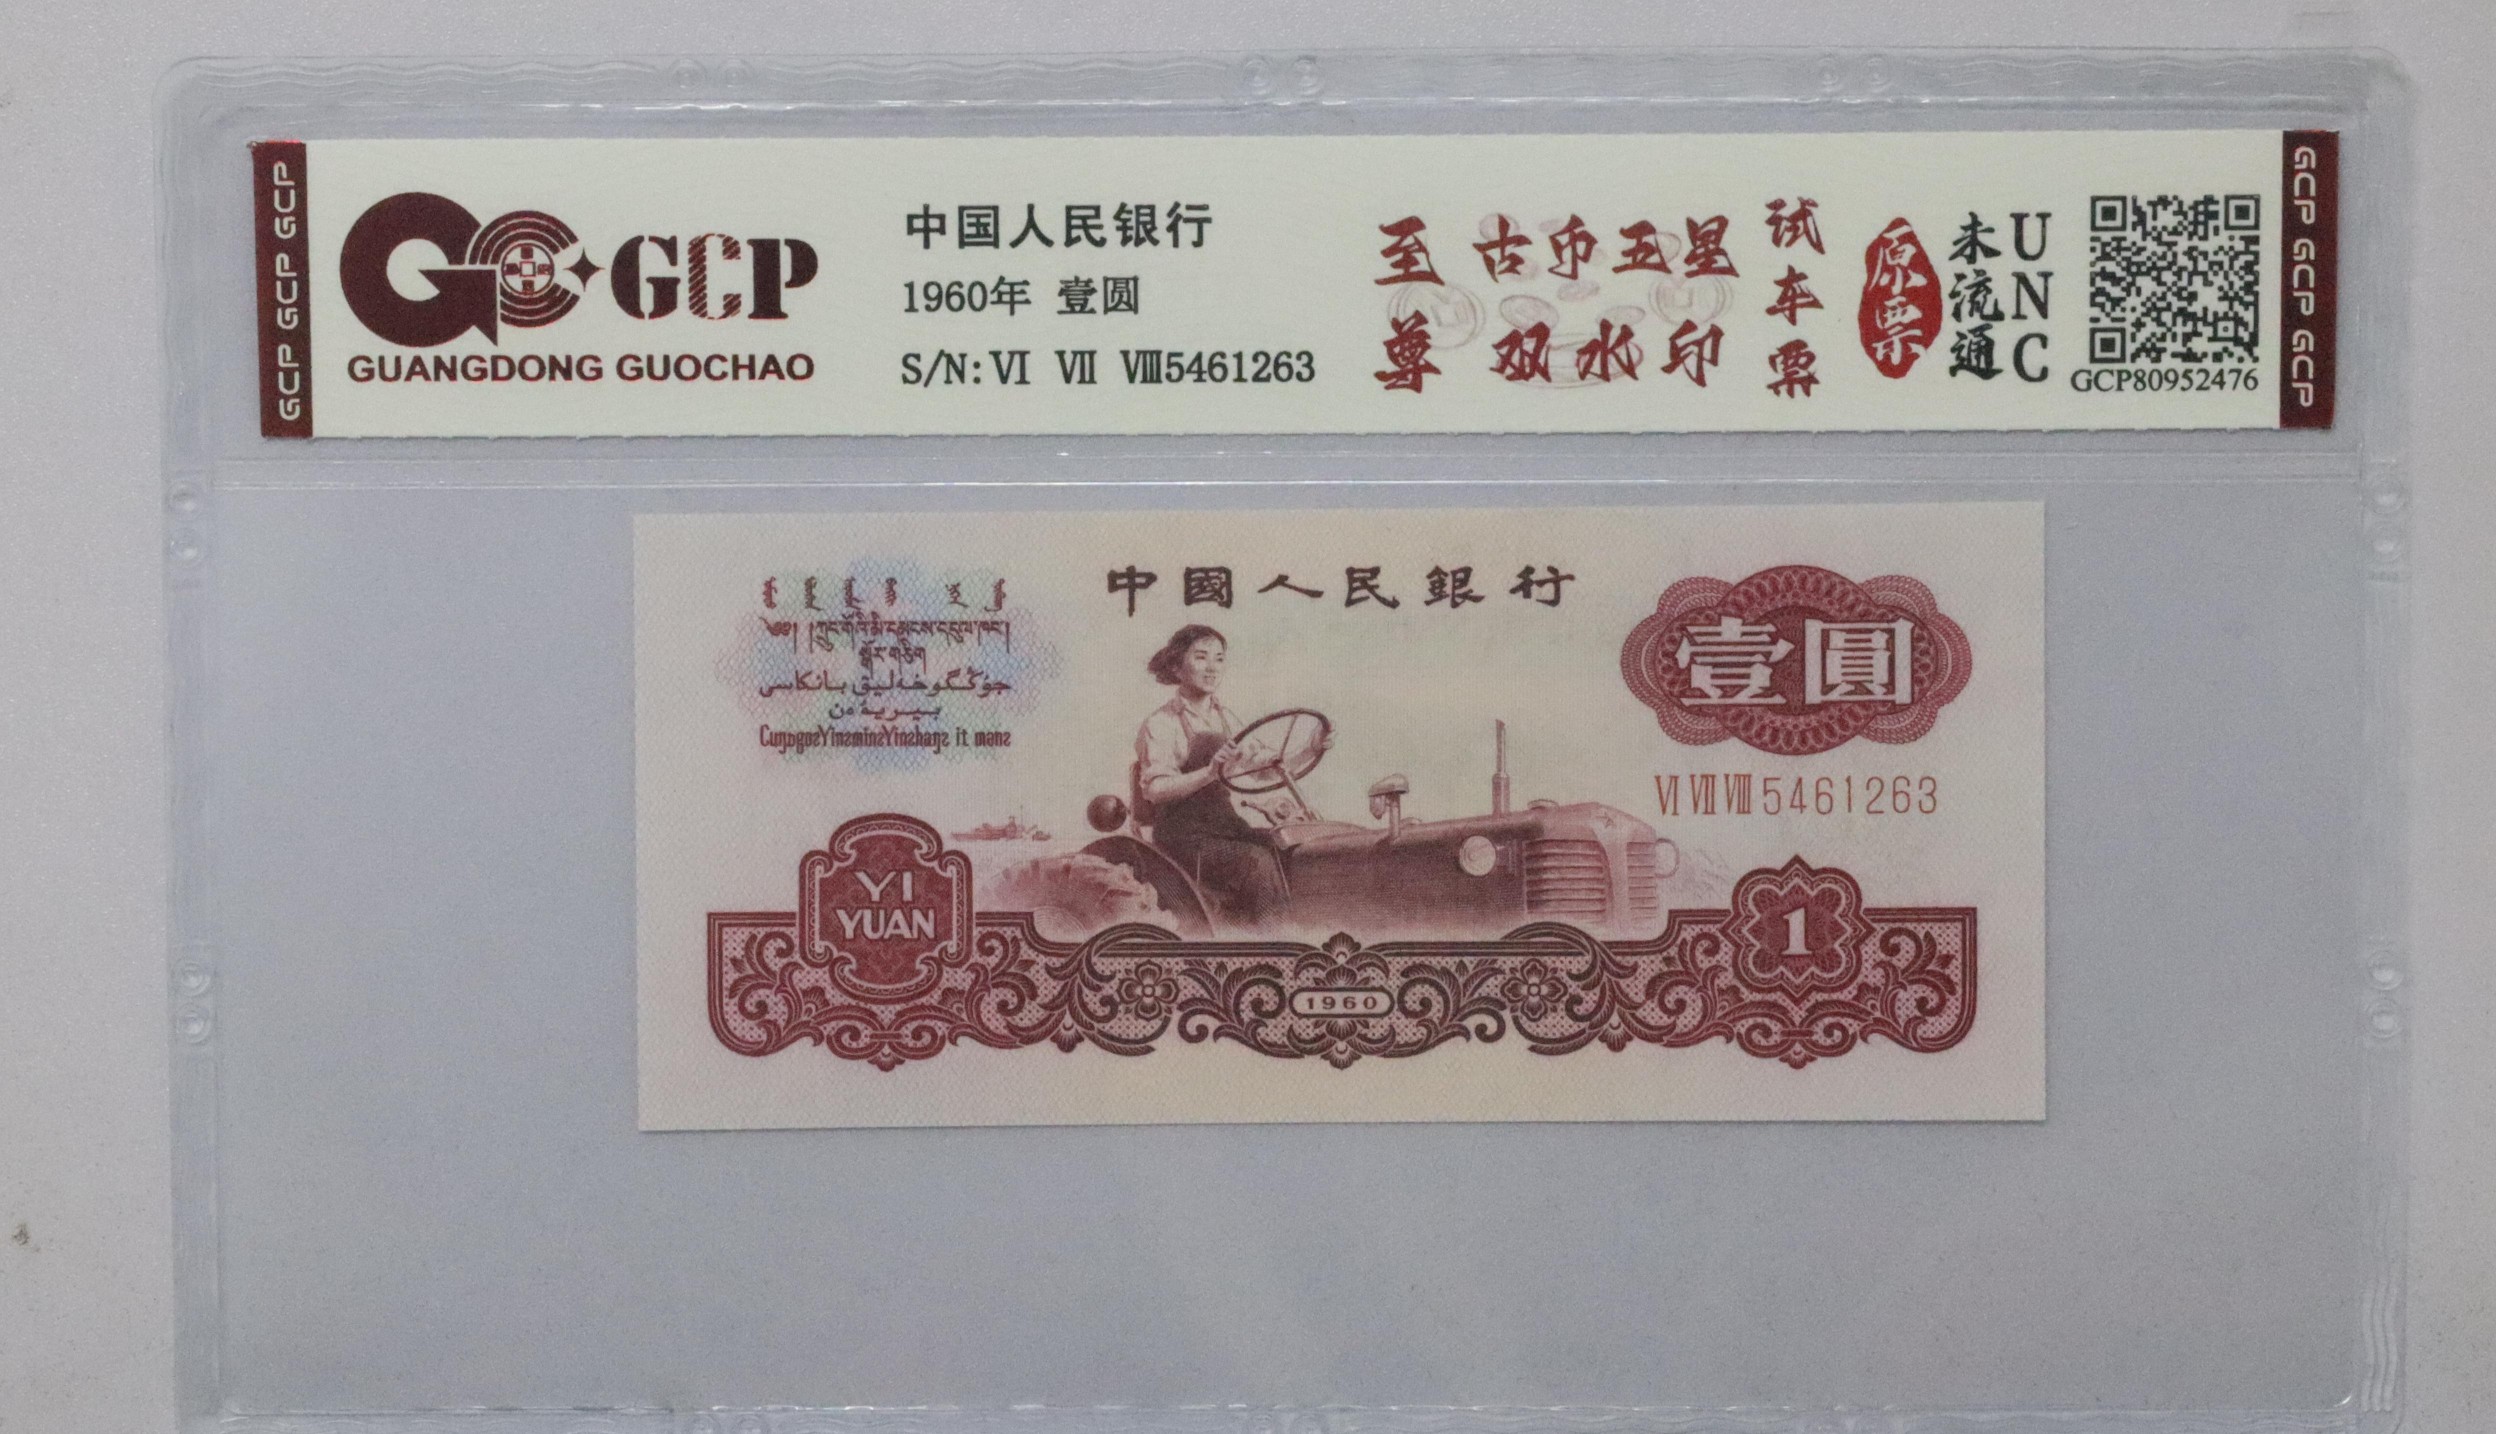 GCP GCP GCP
GCP
GUANGDONG GUOCHAO
中国人民银行
1960年 壹圆
S/N: VI VII VIII5461263
至尊
古币五星
双水印
试车票
原票
未流通
UNC
GCP80952476
GCP GCP GCP
中國人民銀行
壹圓
VI VII VIII 5461263
YI
YUAN
1960
1